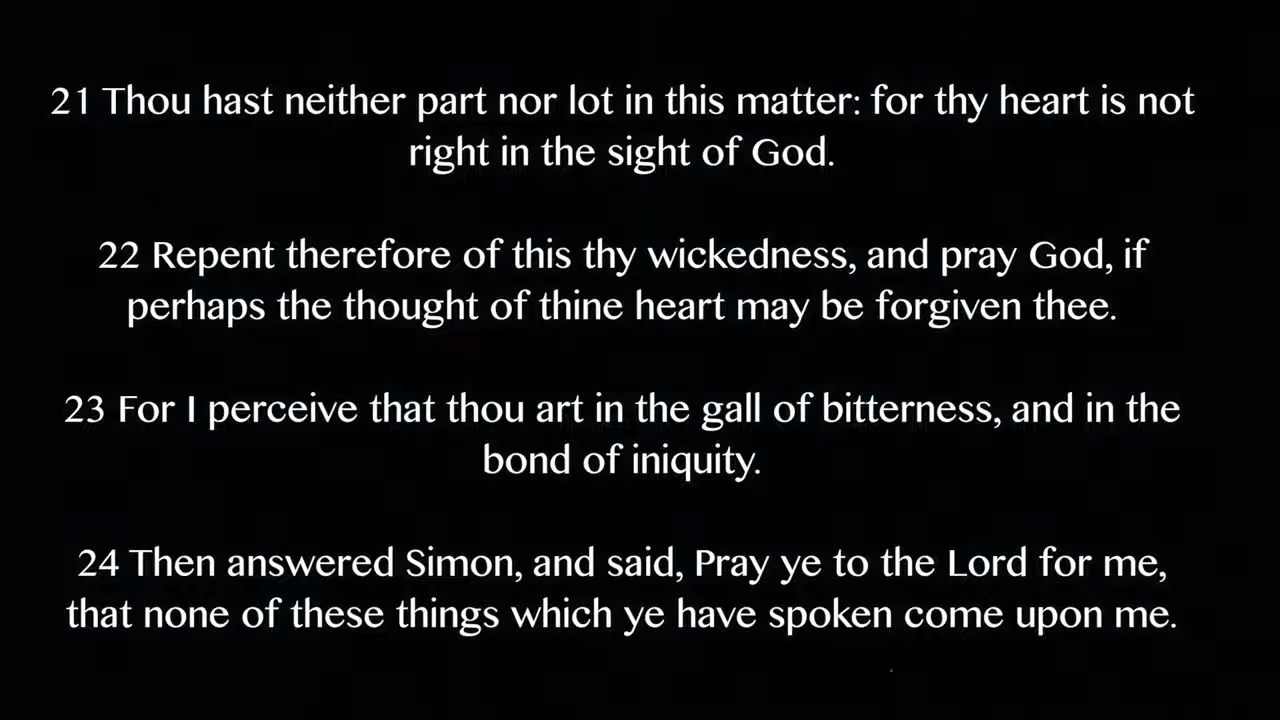 21 Thou hast neither part nor lot in this matter: for thy heart is not
right in the sight of God.
22 Repent therefore of this thy wickedness, and pray God, if
perhaps the thought of thine heart may be forgiven thee.
23 For I perceive that thou art in the gall of bitterness, and in the
bond of iniquity.
24 Then answered Simon, and said, Pray ye to the Lord for me,
that none of these things which ye have spoken come upon me.